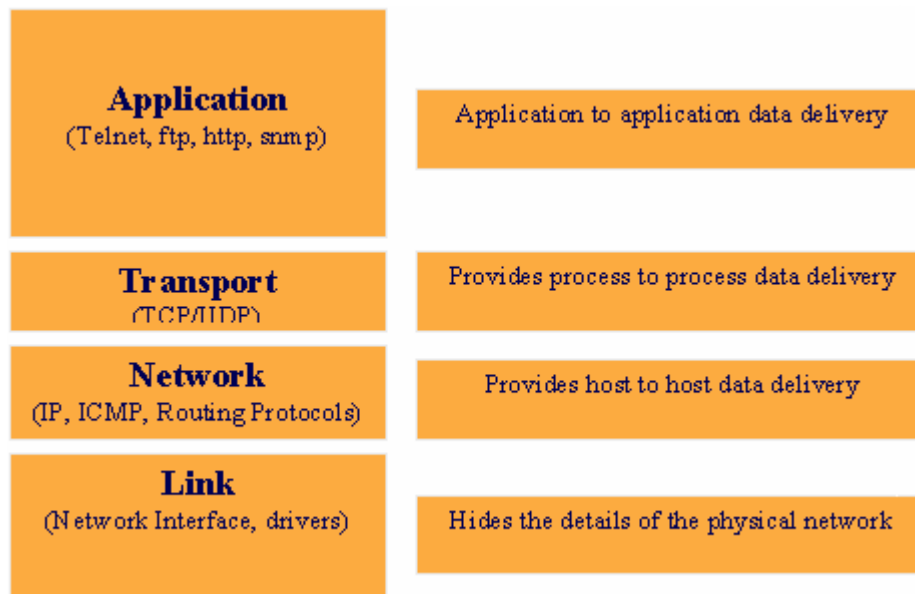 Application
(Telnet, ftp, http, snmp)
Application to application data delivery
Transport
(TCP/UDP)
Provides process to process data delivery
Network
(IP, ICMP, Routing Protocols)
Provides host to host data delivery
Link
(Network Interface, drivers)
Hides the details of the physical network